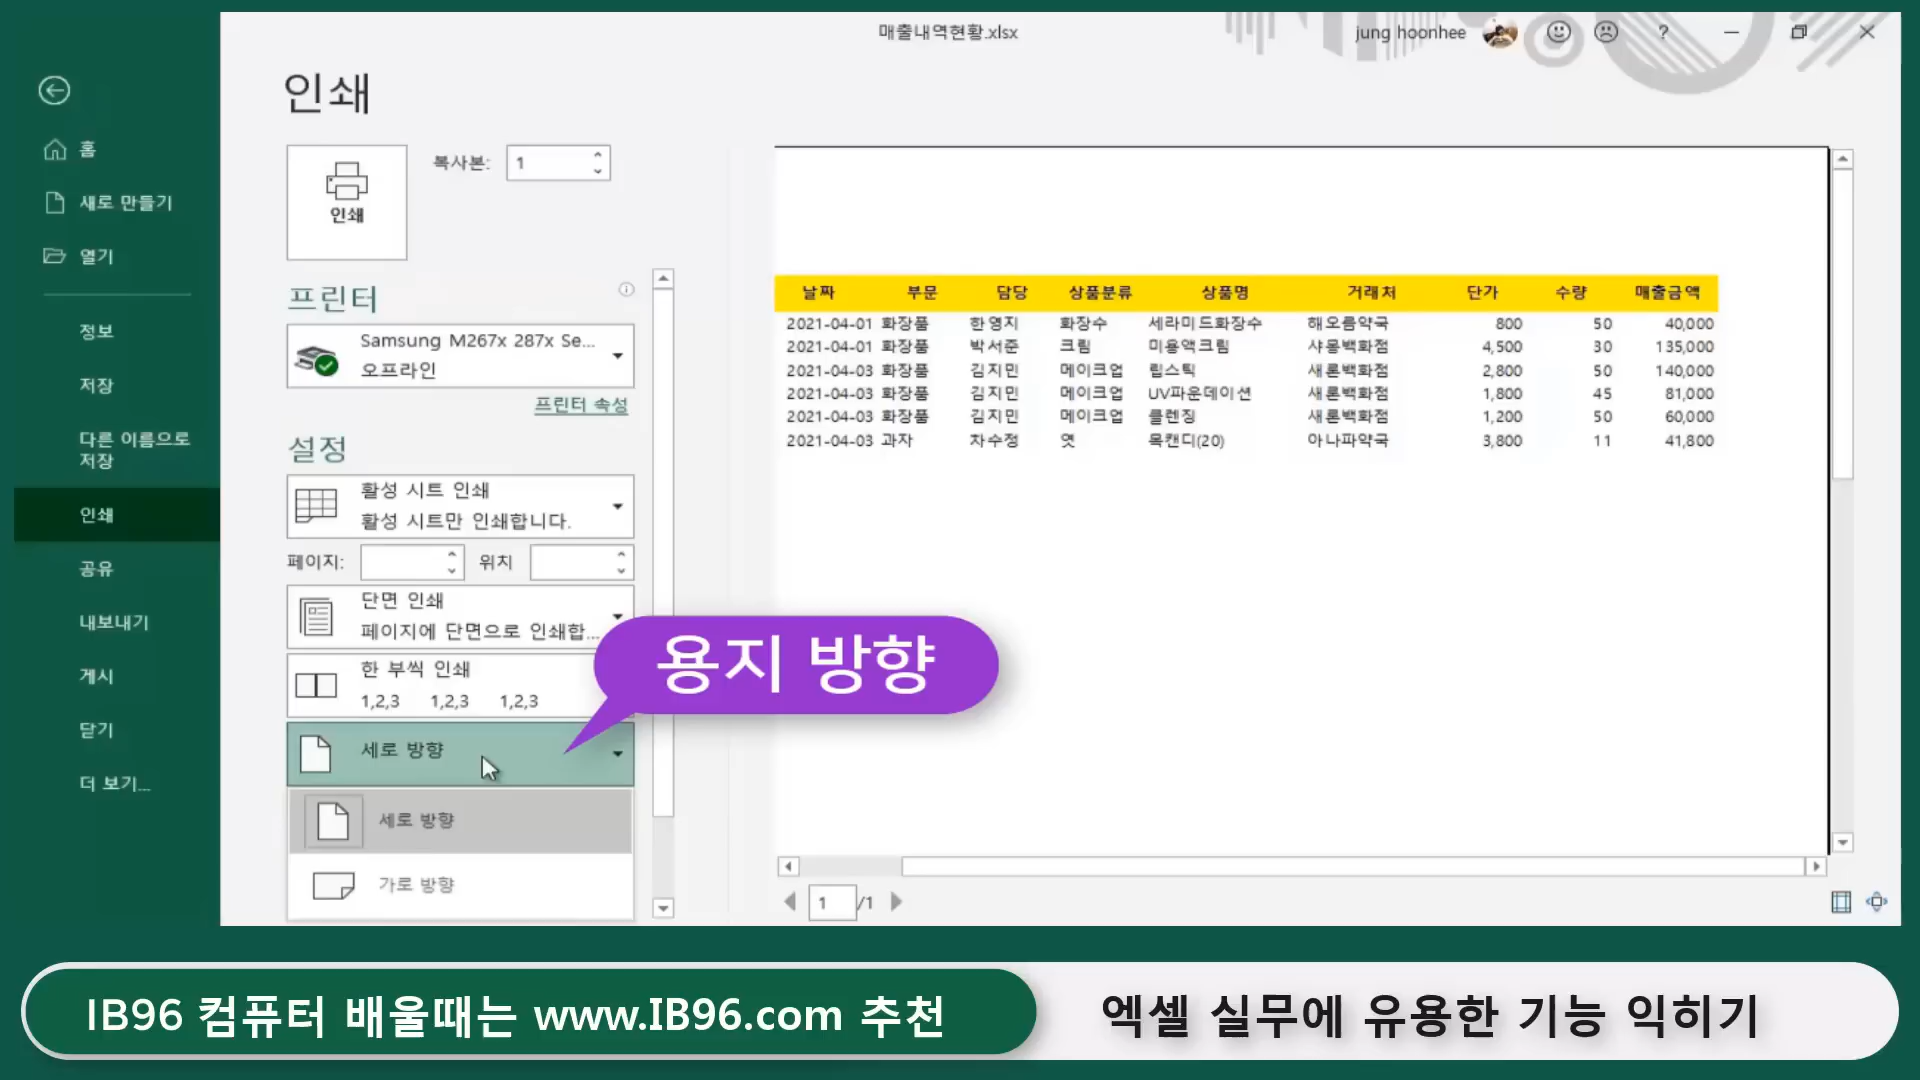 매출내역현황.xlsx
jung hoonhee
?
인쇄
홈
새로 만들기
열기
정보
저장
다른 이름으로
저장
인쇄
공유
내보내기
게시
닫기
더 보기...
인쇄
복사본: 1
프린터
Samsung M267x 287x Se...
오프라인
프린터 속성
설정
활성 시트 인쇄
활성 시트만 인쇄합니다.
페이지: 위치
단면 인쇄
페이지에 단면으로 인쇄합...
한 부씩 인쇄
1,2,3 1,2,3 1,2,3
세로 방향
세로 방향
가로 방향
용지 방향
날짜 부문 담당 상품분류 상품명 거래처 단가 수량 매출금액
2021-04-01 화장품 한영지 화장수 세라미드화장수 해오름약국 800 50 40,000
2021-04-01 화장품 박서준 크림 미용액크림 샤몽백화점 4,500 30 135,000
2021-04-03 화장품 김지민 메이크업 립스틱 새론백화점 2,800 50 140,000
2021-04-03 화장품 김지민 메이크업 UV파운데이션 새론백화점 1,800 45 81,000
2021-04-03 화장품 김지민 메이크업 클렌징 새론백화점 1,200 50 60,000
2021-04-03 과자 차수정 엿 목캔디(20) 아나파약국 3,800 11 41,800
1 /1
IB96 컴퓨터 배울때는 www.IB96.com 추천
엑셀 실무에 유용한 기능 익히기